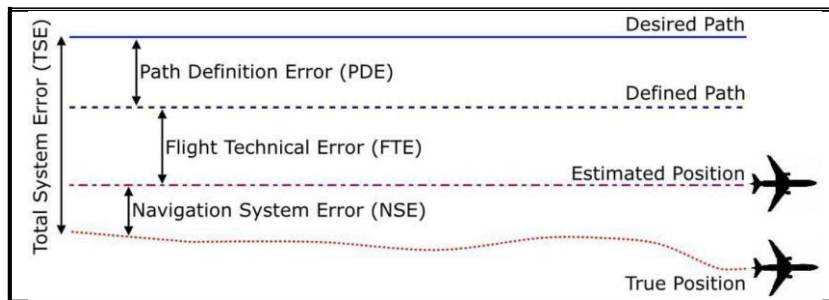 Desired Path
Path Definition Error (PDE)
Defined Path
Total System Error (TSE)
Flight Technical Error (FTE)
Estimated Position
Navigation System Error (NSE)
True Position